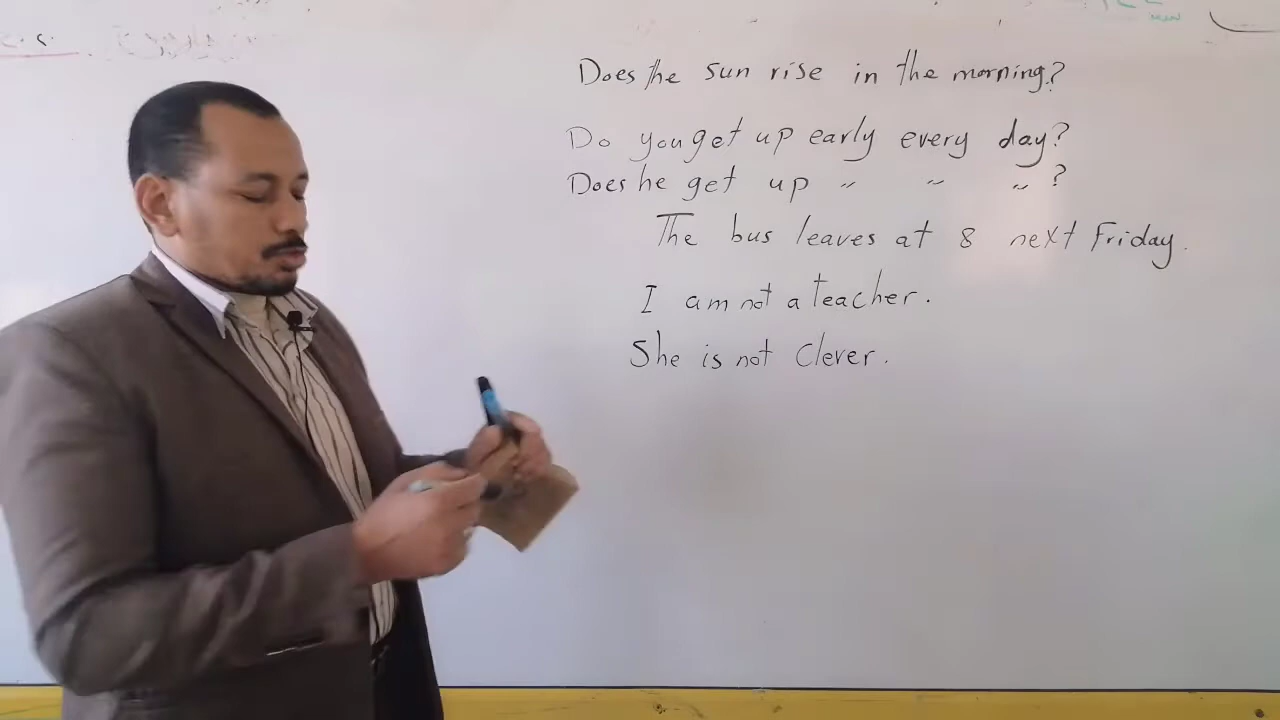 Does the sun rise in the morning?
Do you get up early every day?
Does he get up " " " ?
The bus leaves at 8 next Friday.
I am not a teacher.
She is not Clever.